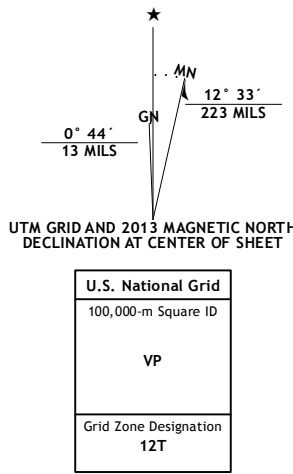 ★
MN
GN
12° 33´
223 MILS
0° 44´
13 MILS
UTM GRID AND 2013 MAGNETIC NORTH
DECLINATION AT CENTER OF SHEET
U.S. National Grid
100,000-m Square ID
VP
Grid Zone Designation
12T